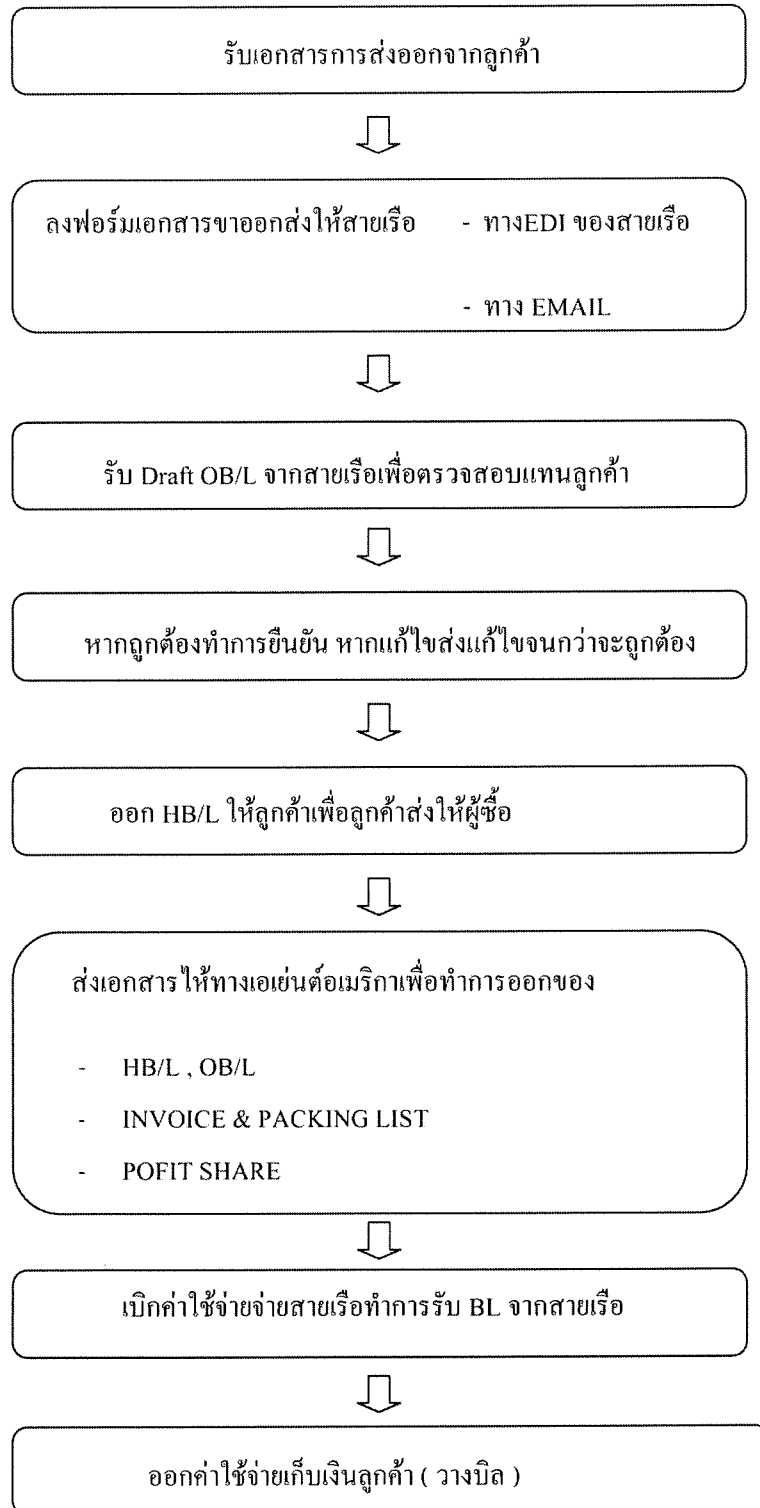 รับเอกสารการส่งออกจากลูกค้า
ลงฟอร์มเอกสารขาออกส่งให้สายเรือ - ทางEDI ของสายเรือ
- ทาง EMAIL
รับ Draft OB/L จากสายเรือเพื่อตรวจสอบแทนลูกค้า
หากถูกต้องทำการยืนยัน หากแก้ไขส่งแก้ไขจนกว่าจะถูกต้อง
ออก HB/L ให้ลูกค้าเพื่อลูกค้าส่งให้ผู้ซื้อ
ส่งเอกสารให้ทางเอเย่นต์อเมริกาเพื่อทำการออกของ
- HB/L , OB/L
- INVOICE & PACKING LIST
- POFIT SHARE
เบิกค่าใช้จ่ายจ่ายสายเรือทำการรับ BL จากสายเรือ
ออกค่าใช้จ่ายเก็บเงินลูกค้า ( วางบิล )